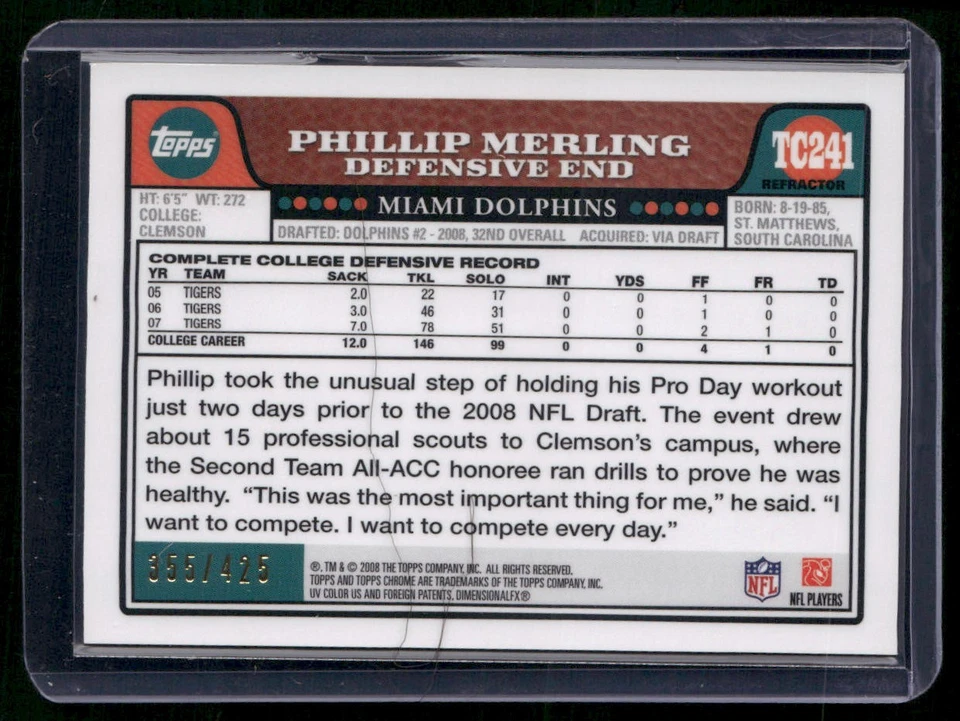 Topps
PHILLIP MERLING
DEFENSIVE END
TC241
REFRACTOR
HT: 6'5" WT: 272
COLLEGE:
CLEMSON
MIAMI DOLPHINS
DRAFTED: DOLPHINS #2 - 2008, 32ND OVERALL ACQUIRED: VIA DRAFT
BORN: 8-19-85,
ST. MATTHEWS,
SOUTH CAROLINA
COMPLETE COLLEGE DEFENSIVE RECORD
YR TEAM SACK TKL SOLO INT YDS FF FR TD
05 TIGERS 2.0 22 17 0 0 1 0 0
06 TIGERS 3.0 46 31 0 0 1 0 0
07 TIGERS 7.0 78 51 0 0 2 1 0
COLLEGE CAREER 12.0 146 99 0 0 4 1 0
Phillip took the unusual step of holding his Pro Day workout
just two days prior to the 2008 NFL Draft. The event drew
about 15 professional scouts to Clemson's campus, where
the Second Team All-ACC honoree ran drills to prove he was
healthy. “This was the most important thing for me,” he said. “I
want to compete. I want to compete every day.”
355/425
®, TM & © 2008 THE TOPPS COMPANY, INC. ALL RIGHTS RESERVED.
TOPPS AND TOPPS CHROME ARE TRADEMARKS OF THE TOPPS COMPANY, INC.
UV COLOR US AND FOREIGN PATENTS, DIMENSIONALFX®
NFL
NFL PLAYERS